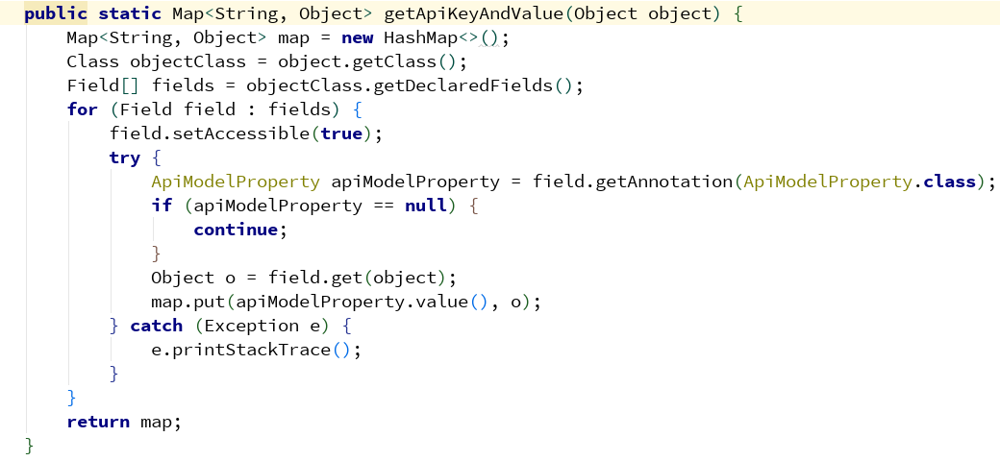 public static Map<String, Object> getApiKeyAndValue(Object object) {
    Map<String, Object> map = new HashMap<>();
    Class objectClass = object.getClass();
    Field[] fields = objectClass.getDeclaredFields();
    for (Field field : fields) {
        field.setAccessible(true);
        try {
            ApiModelProperty apiModelProperty = field.getAnnotation(ApiModelProperty.class);
            if (apiModelProperty == null) {
                continue;
            }
            Object o = field.get(object);
            map.put(apiModelProperty.value(), o);
        } catch (Exception e) {
            e.printStackTrace();
        }
    }
    return map;
}